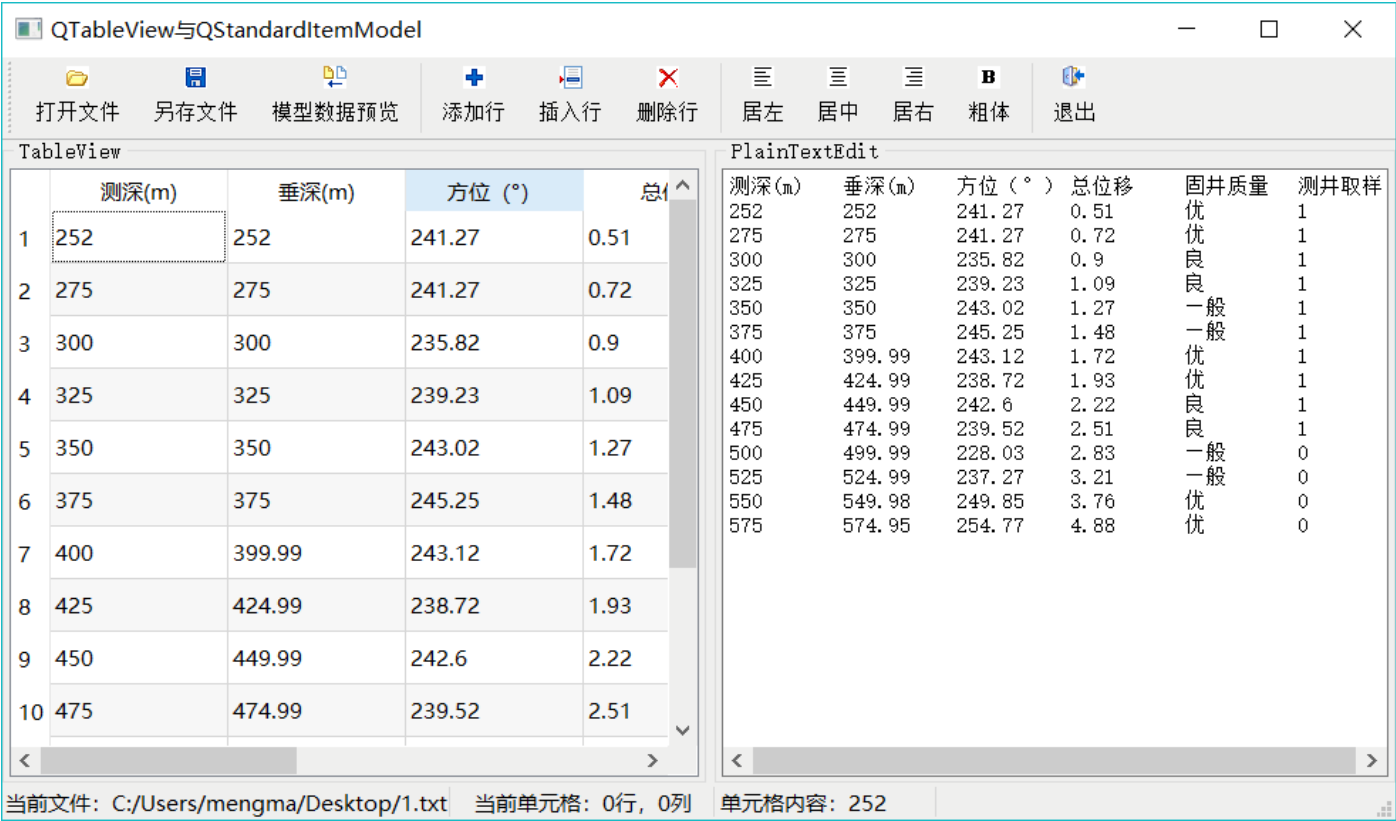 QTableView与QStandardItemModel
打开文件 另存文件 模型数据预览 添加行 插入行 删除行 居左 居中 居右 B 粗体 退出
TableView
测深(m) 垂深(m) 方位（°） 总
1 252 252 241.27 0.51
2 275 275 241.27 0.72
3 300 300 235.82 0.9
4 325 325 239.23 1.09
5 350 350 243.02 1.27
6 375 375 245.25 1.48
7 400 399.99 243.12 1.72
8 425 424.99 238.72 1.93
9 450 449.99 242.6 2.22
10 475 474.99 239.52 2.51
PlainTextEdit
测深(m) 垂深(m) 方位（°） 总位移 固井质量 测井取样
252 252 241.27 0.51 优 1
275 275 241.27 0.72 优 1
300 300 235.82 0.9 良 1
325 325 239.23 1.09 良 1
350 350 243.02 1.27 一般 1
375 375 245.25 1.48 一般 1
400 399.99 243.12 1.72 优 1
425 424.99 238.72 1.93 优 1
450 449.99 242.6 2.22 良 1
475 474.99 239.52 2.51 良 1
500 499.99 228.03 2.83 一般 0
525 524.99 237.27 3.21 一般 0
550 549.98 249.85 3.76 优 0
575 574.95 254.77 4.88 优 0
当前文件：C:/Users/mengma/Desktop/1.txt 当前单元格：0行，0列 单元格内容：252